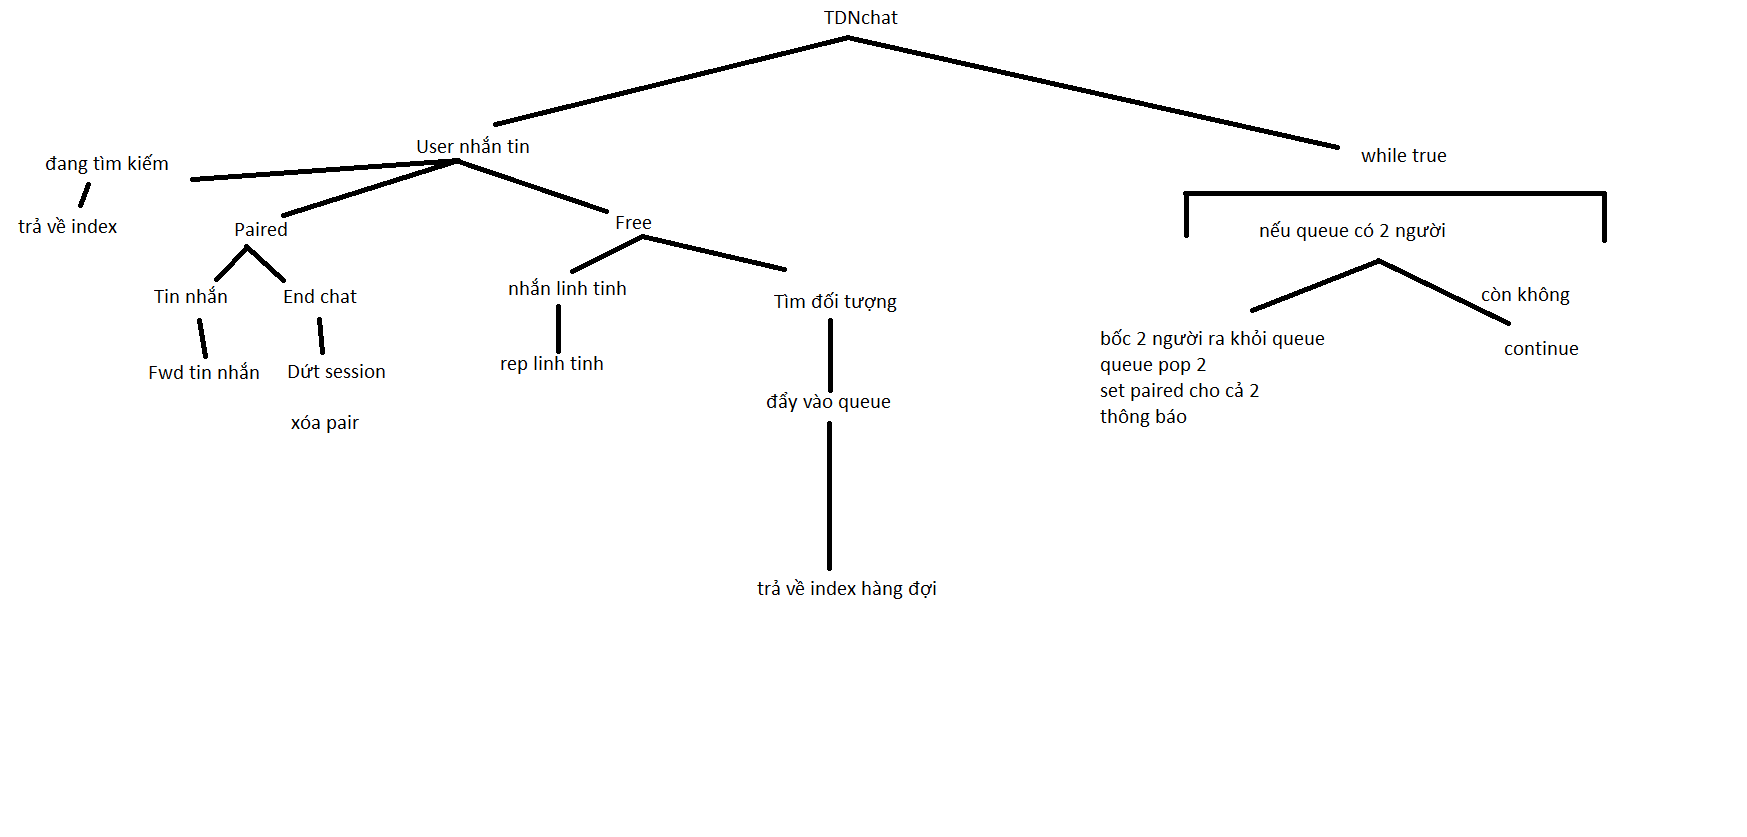 TDNchat
User nhắn tin
while true
đang tìm kiếm
trả về index
Paired
Free
nếu queue có 2 người
Tin nhắn
End chat
nhắn linh tinh
Tìm đối tượng
còn không
Fwd tin nhắn
Dứt session
rep linh tinh
bốc 2 người ra khỏi queue
queue pop 2
set paired cho cả 2
thông báo
continue
xóa pair
đẩy vào queue
trả về index hàng đợi